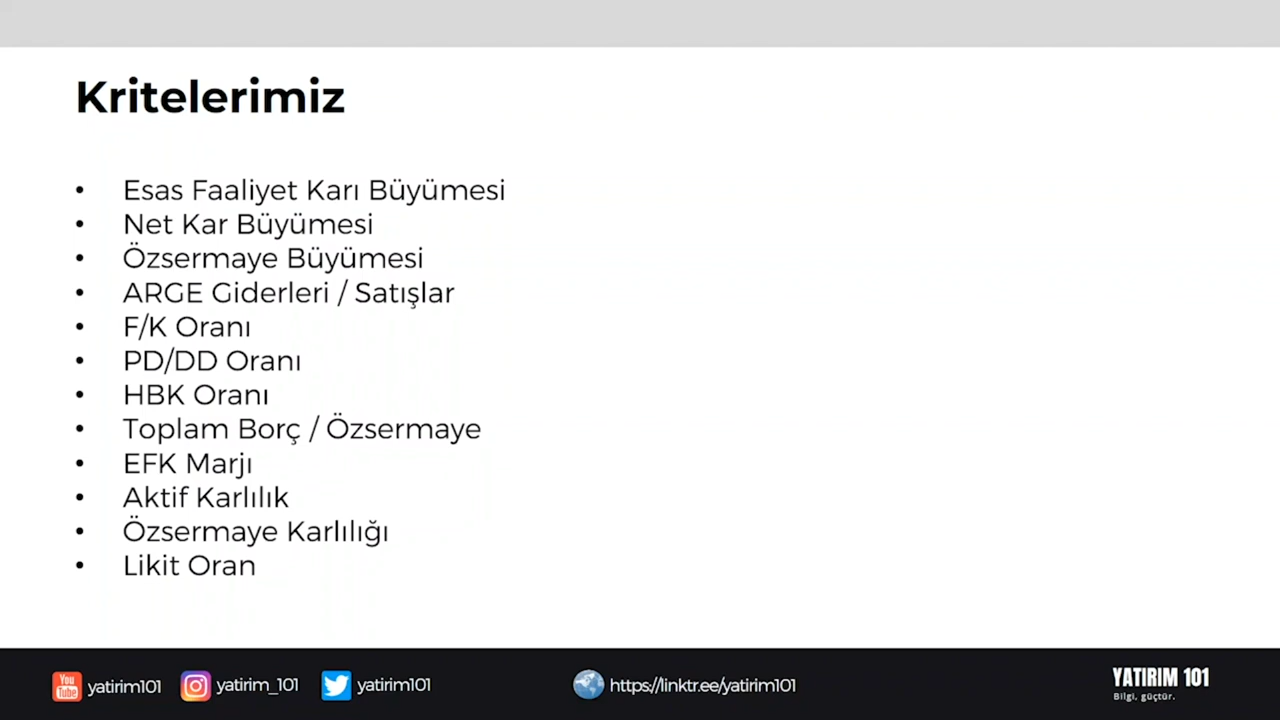 Kritelerimiz
• Esas Faaliyet Karı Büyümesi
• Net Kar Büyümesi
• Özsermaye Büyümesi
• ARGE Giderleri / Satışlar
• F/K Oranı
• PD/DD Oranı
• HBK Oranı
• Toplam Borç / Özsermaye
• EFK Marjı
• Aktif Karlılık
• Özsermaye Karlılığı
• Likit Oran
You Tube yatirim101 yatirim_101 yatirim101 https://linktr.ee/yatirim101 YATIRIM 101
Bilgi, güçtür.